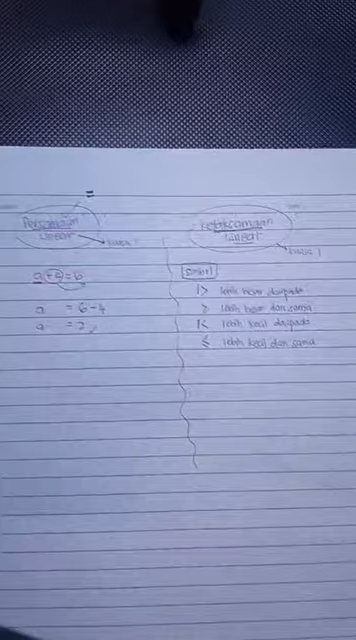 =
Persamaan
Linear
a + 4 = 6
a = 6 - 4
a = 2
Ketaksamaan
Linear
Simbol
> lebih besar daripada
≥ lebih besar dan sama
< lebih kecil daripada
≤ lebih kecil dan sama